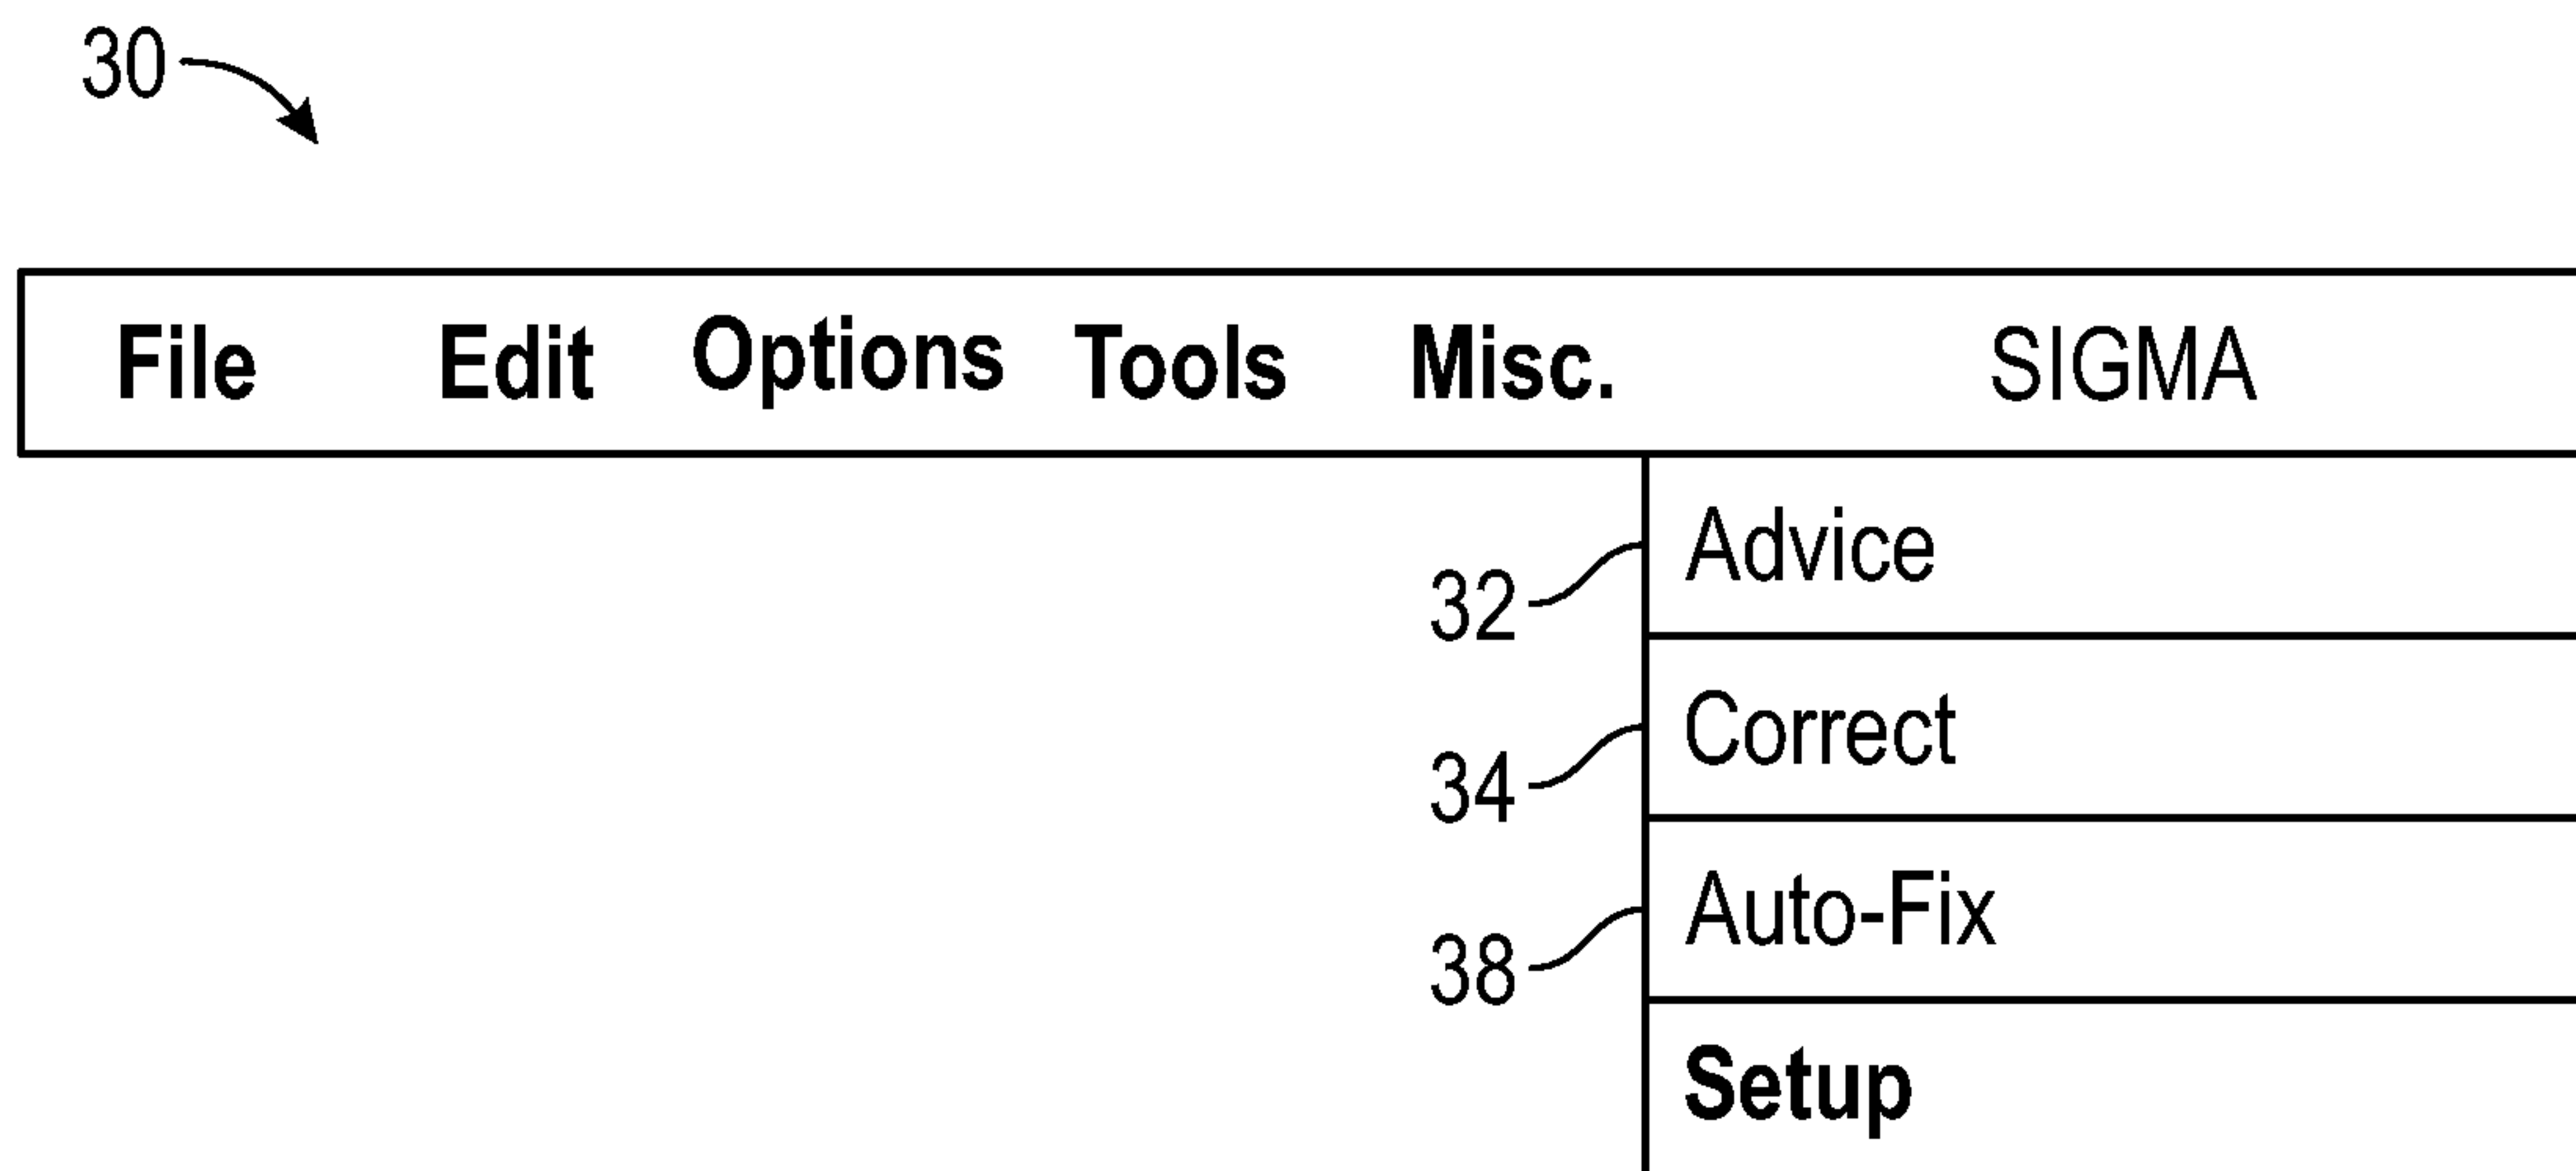 30
File Edit Options Tools Misc. SIGMA
Advice
32
Correct
34
Auto-Fix
38
Setup